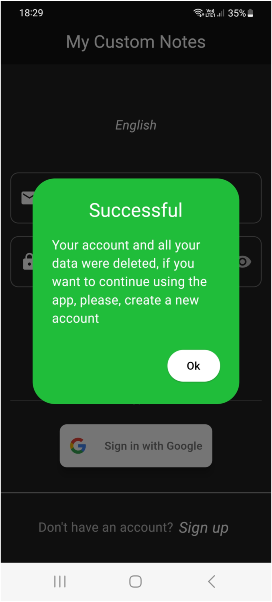 18:29
35%
My Custom Notes
English
Successful
Your account and all your
data were deleted, if you
want to continue using the
app, please, create a new
account
Ok
Sign in with Google
Don't have an account? Sign up